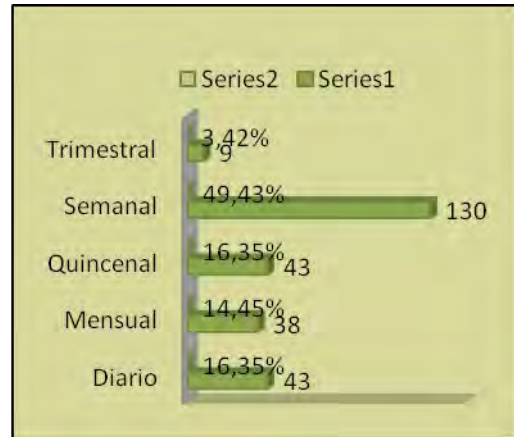 Series2 Series1
Trimestral 3,42% 9
Semanal 49,43% 130
Quincenal 16,35% 43
Mensual 14,45% 38
Diario 16,35% 43